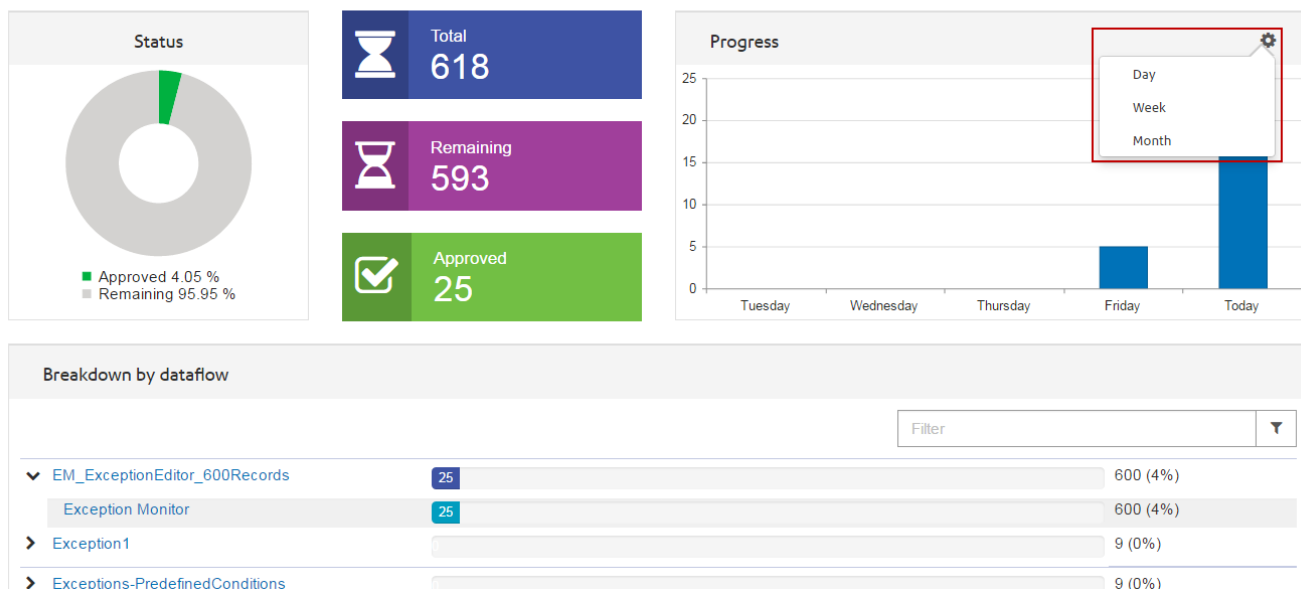 Status
Approved 4.05 %
Remaining 95.95 %
Total
618
Remaining
593
Approved
25
Progress
Day
Week
Month
25
20
15
10
5
0
Tuesday Wednesday Thursday Friday Today
Breakdown by dataflow
Filter
EM_ExceptionEditor_600Records 25 600 (4%)
Exception Monitor 25 600 (4%)
Exception1 0 9 (0%)
Exceptions-PredefinedConditions 9 (0%)